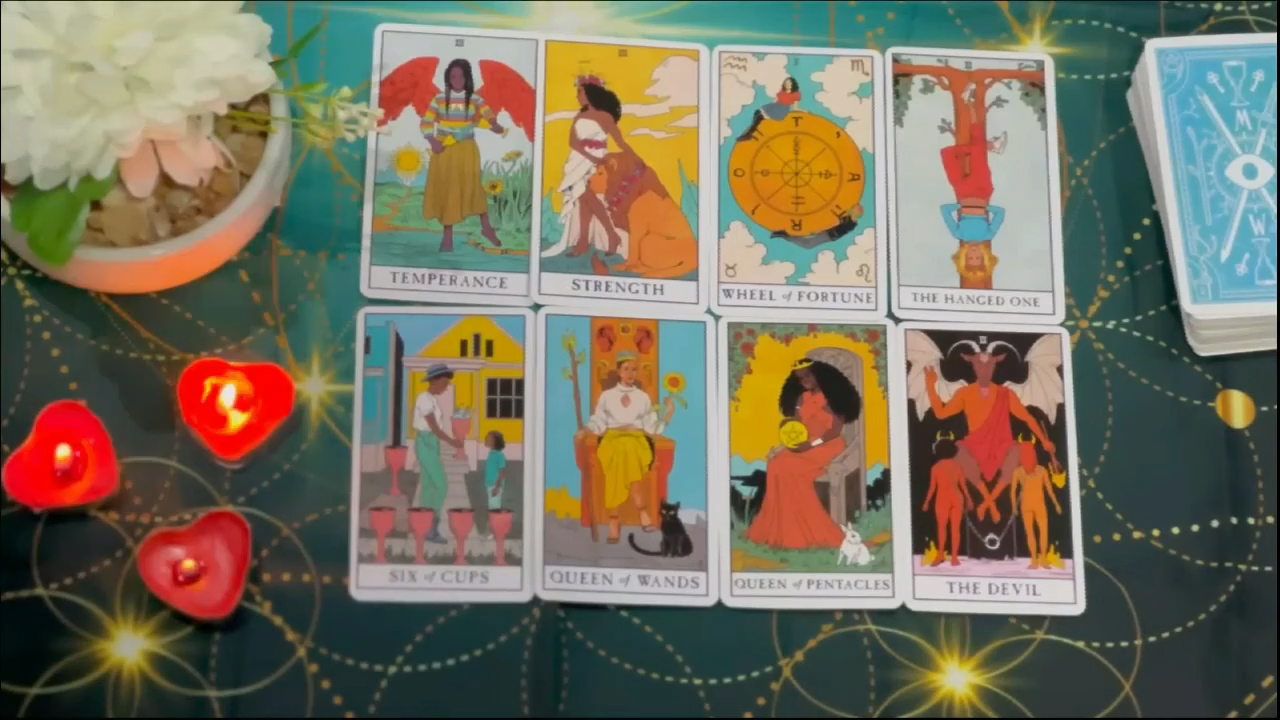 TEMPERANCE
STRENGTH
WHEEL of FORTUNE
THE HANGED ONE
SIX of CUPS
QUEEN of WANDS
QUEEN of PENTACLES
THE DEVIL
M
W